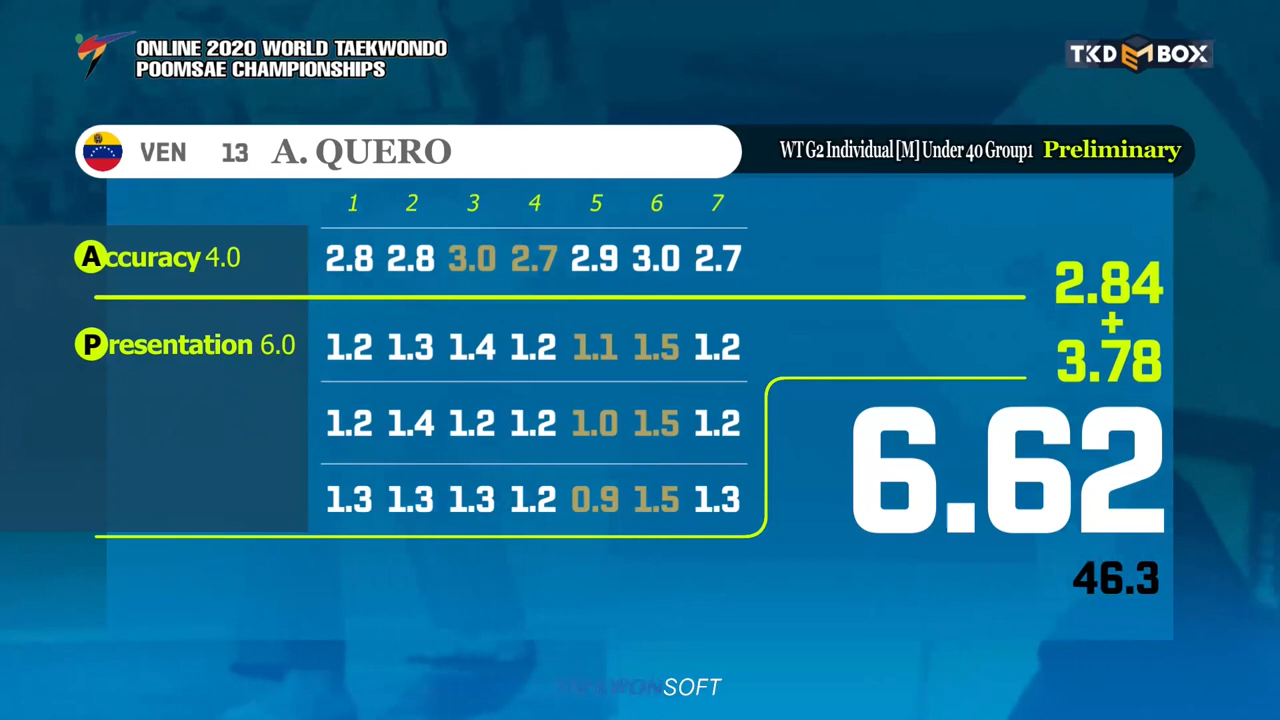 ONLINE 2020 WORLD TAEKWONDO
POOMSAE CHAMPIONSHIPS
TKD BOX
VEN 13 A. QUERO
WT G2 Individual [M] Under 40 Group1 Preliminary
1 2 3 4 5 6 7
Accuracy 4.0 2.8 2.8 3.0 2.7 2.9 3.0 2.7
2.84
+
Presentation 6.0 1.2 1.3 1.4 1.2 1.1 1.5 1.2
3.78
1.2 1.4 1.2 1.2 1.0 1.5 1.2
6.62
1.3 1.3 1.3 1.2 0.9 1.5 1.3
46.3
TAEKWONSOFT